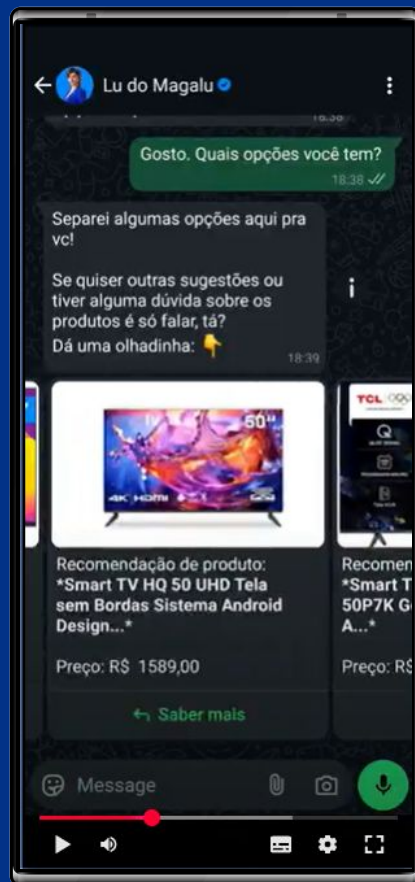 Lu do Magalu
18:38
Gosto. Quais opções você tem?
18:38
Separei algumas opções aqui pra
vc!
Se quiser outras sugestões ou
tiver alguma dúvida sobre os
produtos é só falar, tá?
Dá uma olhadinha:
18:39
50"
4K HDMI
TCL
Recomendação de produto:
*Smart TV HQ 50 UHD Tela
sem Bordas Sistema Android
Design...*
Preço: R$ 1589,00
Saber mais
Recomen
*Smart T
50P7K G
A...*
Preço: R$
Message